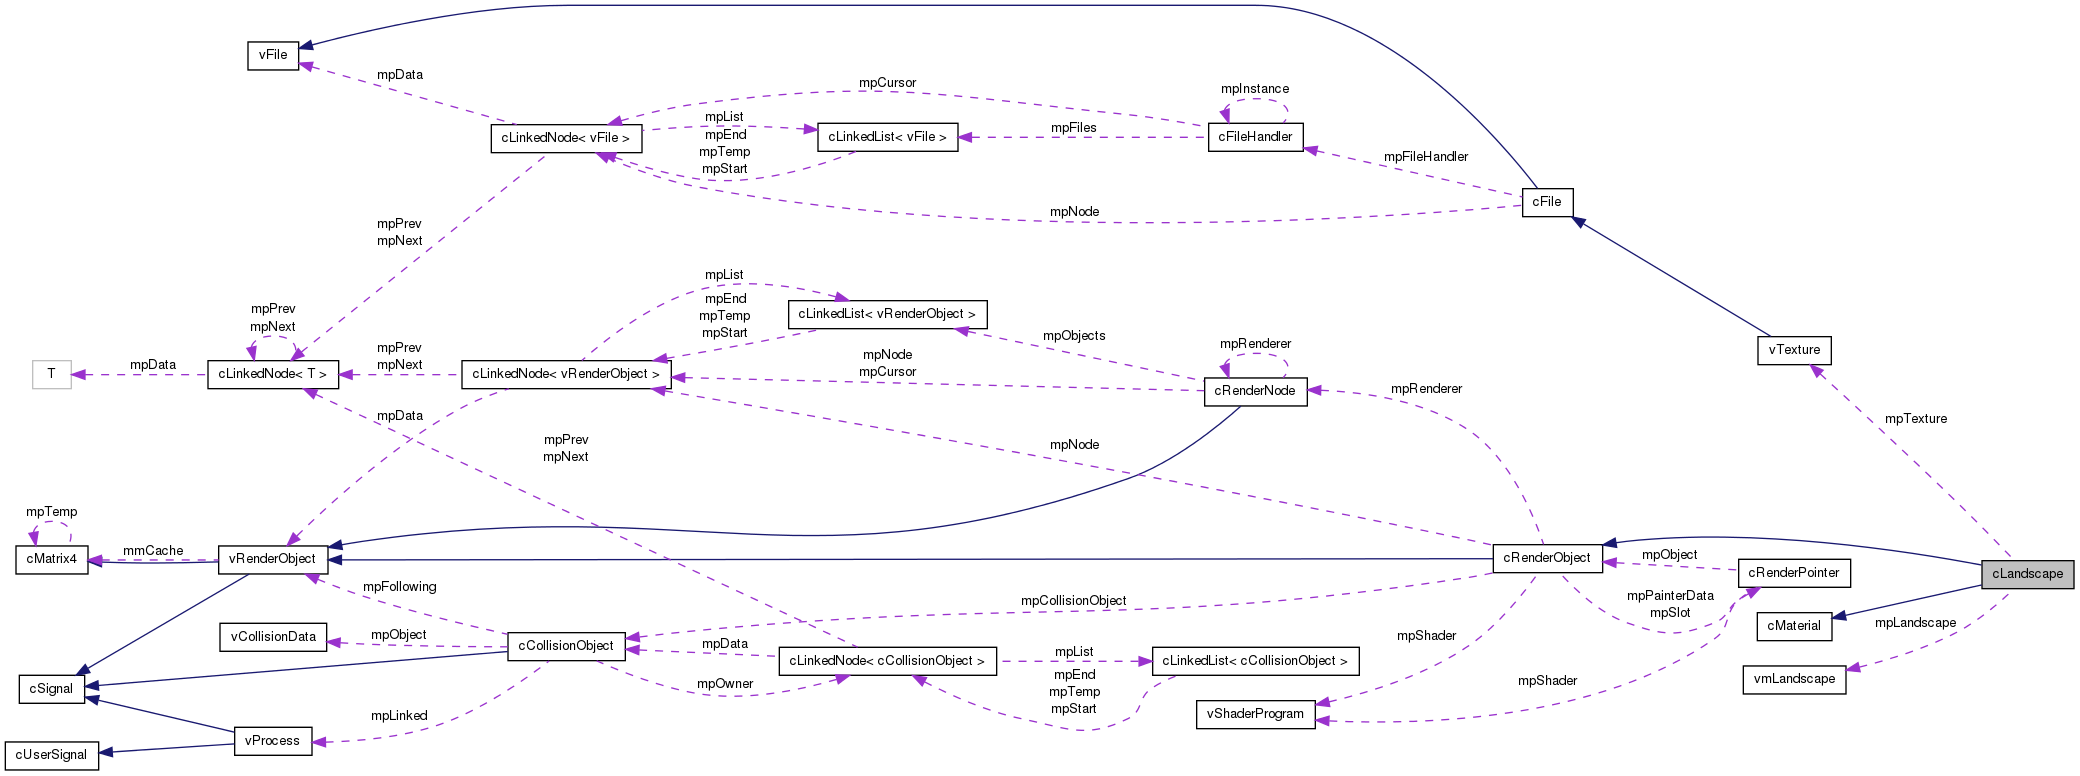 vFile
mpData
mpCursor
mpInstance
mpList
cLinkedNode< vFile >
mpEnd
mpTemp
mpStart
cLinkedList< vFile >
mpFiles
cFileHandler
mpFileHandler
mpNode
cFile
mpPrev
mpNext
mpList
mpPrev
mpNext
mpEnd
mpTemp
mpStart
cLinkedList< vRenderObject >
mpObjects
mpRenderer
vTexture
T
mpData
cLinkedNode< T >
mpPrev
mpNext
cLinkedNode< vRenderObject >
mpNode
mpCursor
cRenderNode
mpRenderer
mpData
mpPrev
mpNext
mpNode
mpTexture
mpTemp
cMatrix4
mmCache
vRenderObject
cRenderObject
mpObject
cRenderPointer
cLandscape
mpFollowing
mpCollisionObject
mpPainterData
mpSlot
vCollisionData
mpObject
cCollisionObject
mpData
cLinkedNode< cCollisionObject >
mpList
mpEnd
mpTemp
mpStart
cLinkedList< cCollisionObject >
mpShader
cMaterial
mpLandscape
cSignal
mpOwner
mpShader
vmLandscape
mpLinked
vShaderProgram
vProcess
cUserSignal